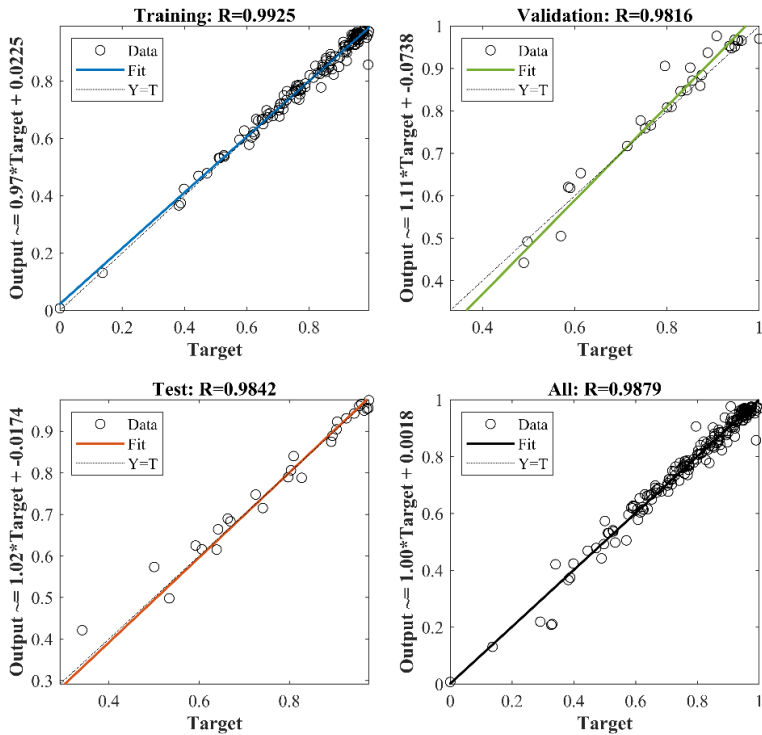 Training: R=0.9925
Data
Fit
Y=T
Output ~= 0.97*Target + 0.0225
0.8
0.6
0.4
0.2
0
0
0.2
0.4
0.6
0.8
Target
Validation: R=0.9816
Data
Fit
Y=T
Output ~= 1.11*Target + -0.0738
1
0.9
0.8
0.7
0.6
0.5
0.4
0.4
0.6
0.8
1
Target
Test: R=0.9842
Data
Fit
Y=T
Output ~= 1.02*Target + -0.0174
0.9
0.8
0.7
0.6
0.5
0.4
0.3
0.4
0.6
0.8
Target
All: R=0.9879
Data
Fit
Y=T
Output ~= 1.00*Target + 0.0018
1
0.8
0.6
0.4
0.2
0
0
0.2
0.4
0.6
0.8
1
Target